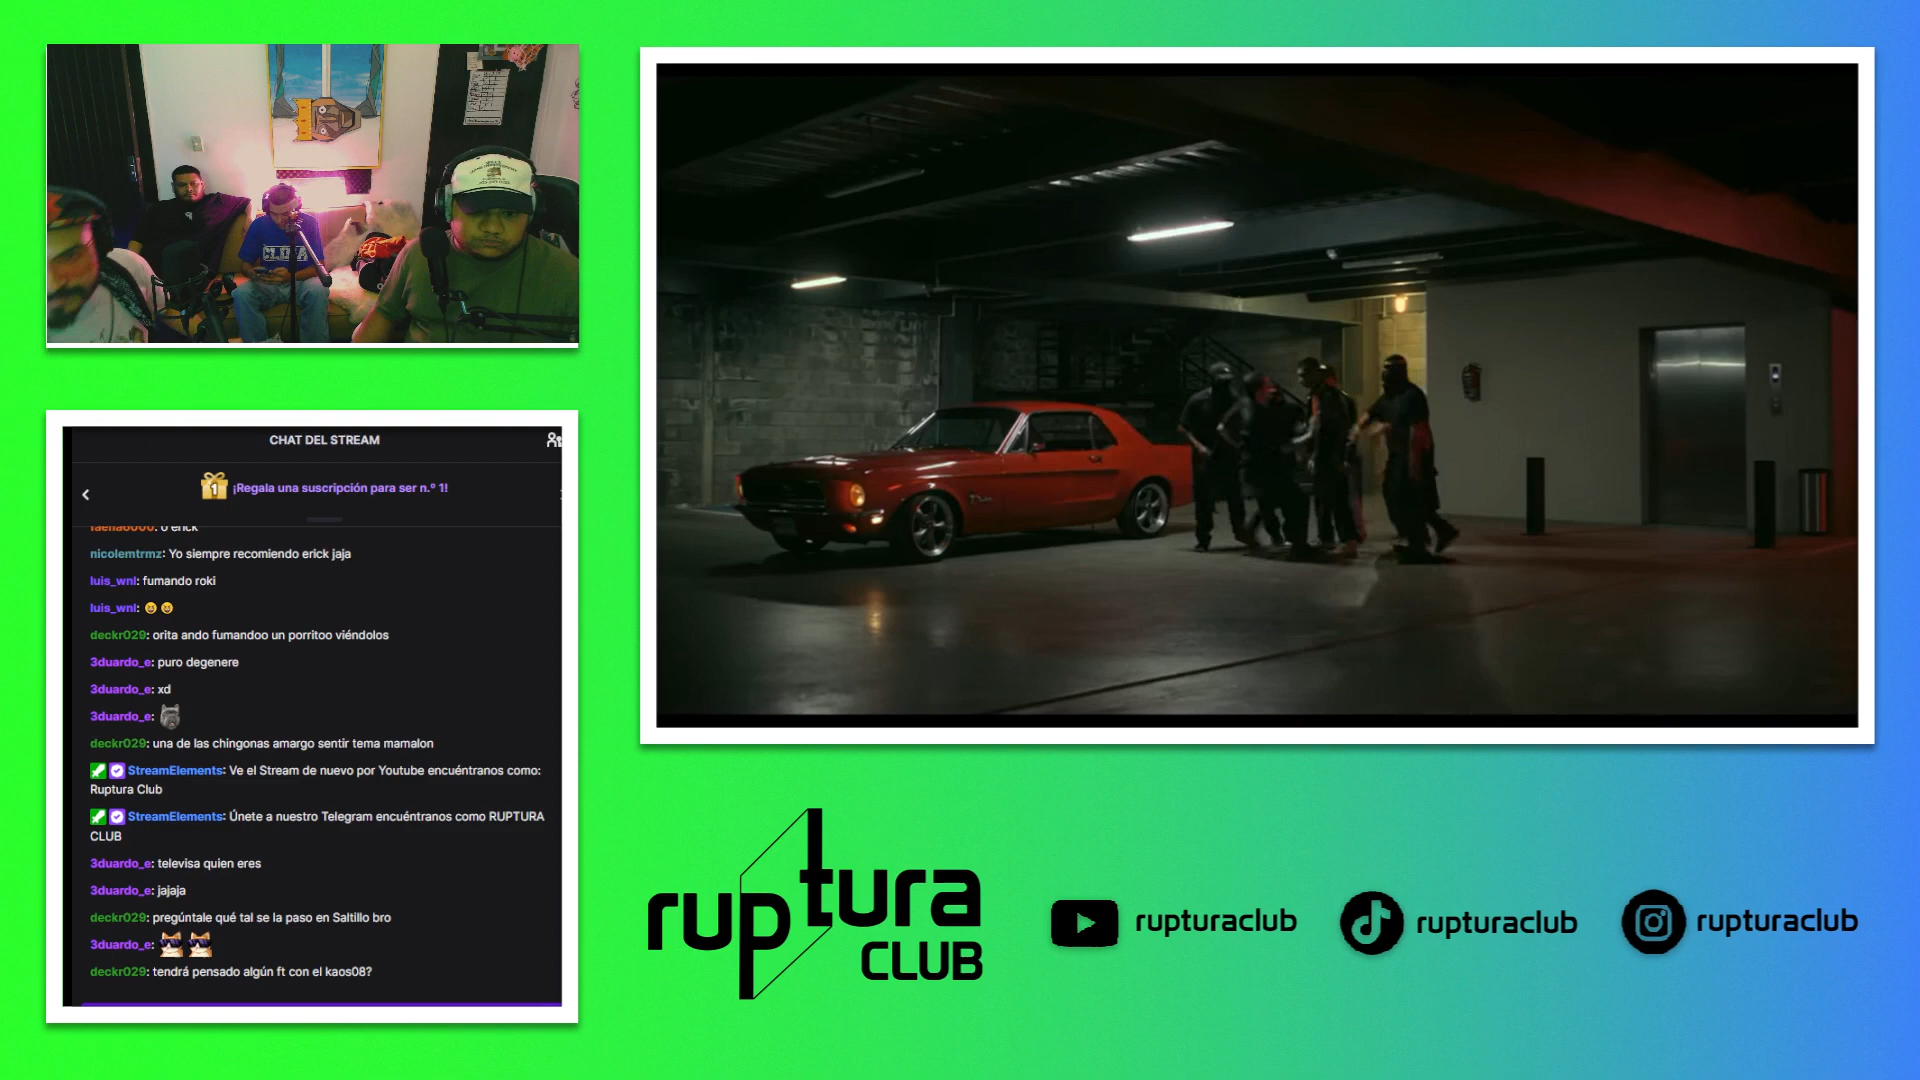 CLETA
CHAT DEL STREAM
1
¡Regala una suscripción para ser n.º 1!
faena6000: o erick
nicolemtrmz: Yo siempre recomiendo erick jaja
luis_wnl: fumando roki
luis_wnl:
deckr029: orita ando fumandoo un porritoo viéndolos
3duardo_e: puro degenere
3duardo_e: xd
3duardo_e:
deckr029: una de las chingonas amargo sentir tema mamalon
StreamElements: Ve el Stream de nuevo por Youtube encuéntranos como:
Ruptura Club
StreamElements: Únete a nuestro Telegram encuéntranos como RUPTURA
CLUB
3duardo_e: televisa quien eres
3duardo_e: jajaja
deckr029: pregúntale qué tal se la paso en Saltillo bro
3duardo_e:
deckr029: tendrá pensado algún ft con el kaos08?
ruptura
CLUB
rupturaclub
rupturaclub
rupturaclub